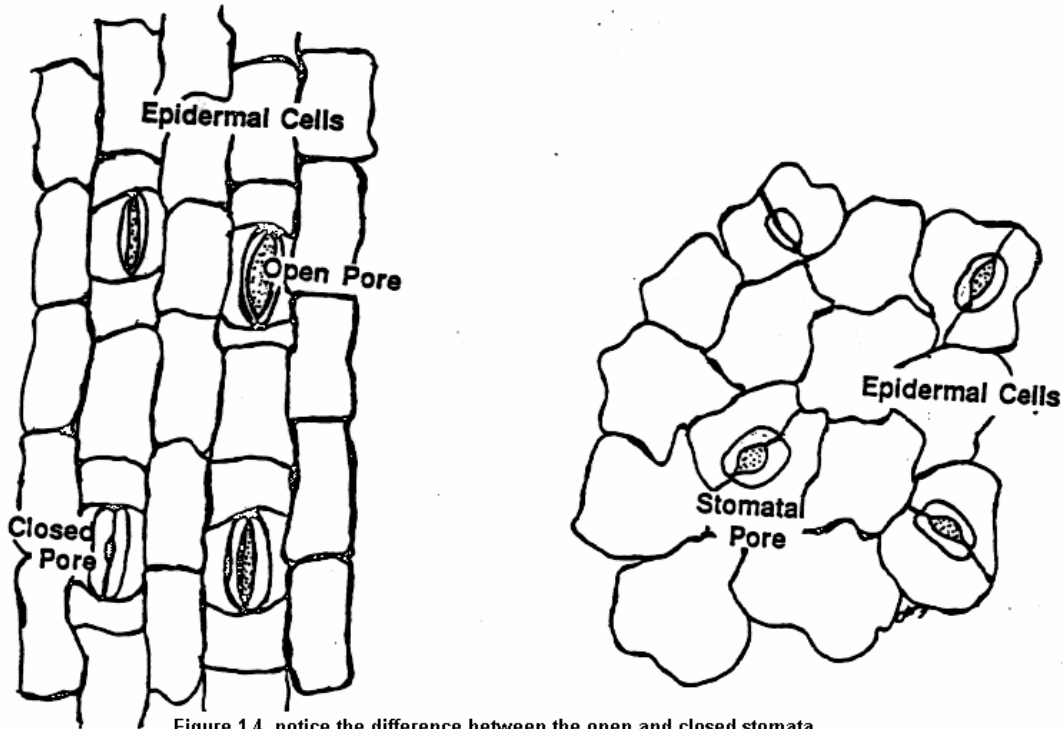 Epidermal Cells
Open Pore
Closed
Pore
Epidermal Cells
Stomatal
Pore
Figure 1.4. notice the difference between the open and closed stomata